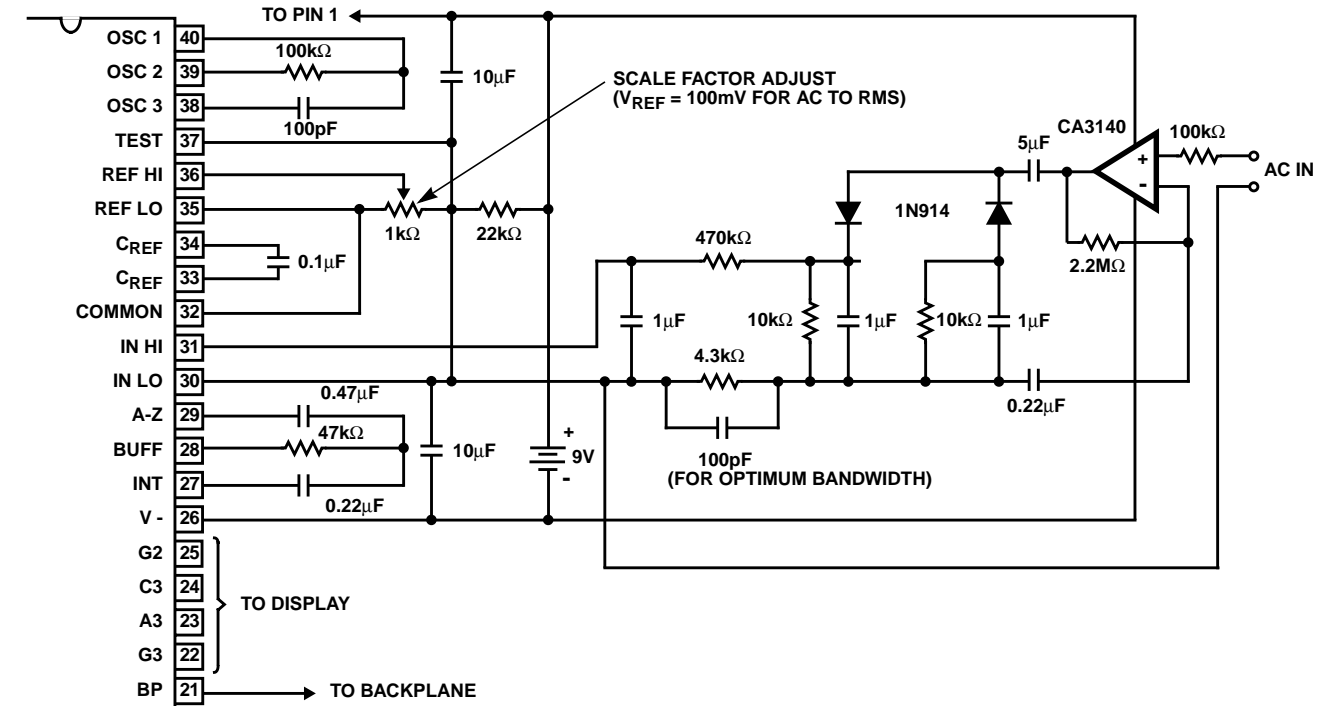 TO PIN 1
OSC 1 40
100kΩ
OSC 2 39
OSC 3 38
100pF
TEST 37
REF HI 36
REF LO 35
1kΩ
22kΩ
10μF
SCALE FACTOR ADJUST
(VREF = 100mV FOR AC TO RMS)
CREF 34
0.1μF
CREF 33
COMMON 32
IN HI 31
IN LO 30
0.47μF
A-Z 29
47kΩ
BUFF 28
INT 27
0.22μF
V - 26
10μF
+
9V
-
CA3140
100kΩ
+
-
AC IN
5μF
1N914
2.2MΩ
470kΩ
1μF
10kΩ
1μF
10kΩ
1μF
4.3kΩ
0.22μF
100pF
(FOR OPTIMUM BANDWIDTH)
G2 25
C3 24
A3 23
G3 22
TO DISPLAY
BP 21
TO BACKPLANE